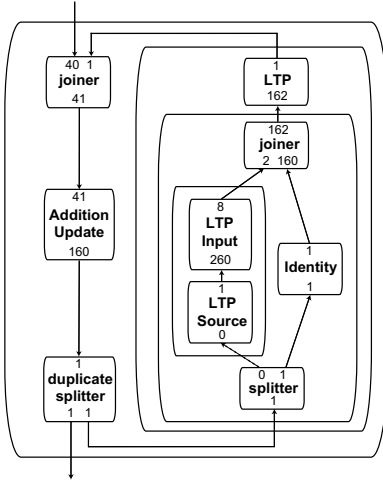 40 1
joiner
41
41
Addition
Update
160
1
duplicate
splitter
1 1
1
LTP
162
162
joiner
2 160
8
LTP
Input
260
1
LTP
Source
0
1
Identity
1
0 1
splitter
1